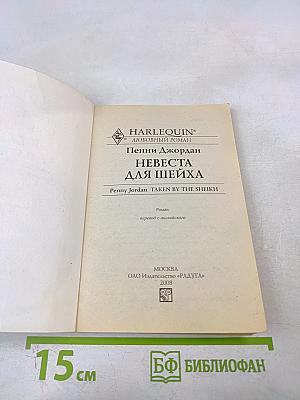 HARLEQUIN®
ЛЮБОВНЫЙ РОМАН
Пенни Джордан
НЕВЕСТА
ДЛЯ ШЕЙХА
Penny Jordan TAKEN BY THE SHEIKH
Роман
перевод с английского
МОСКВА
ОАО Издательство «РАДУГА»
2008
15 см
БФ БИБЛИОФАН